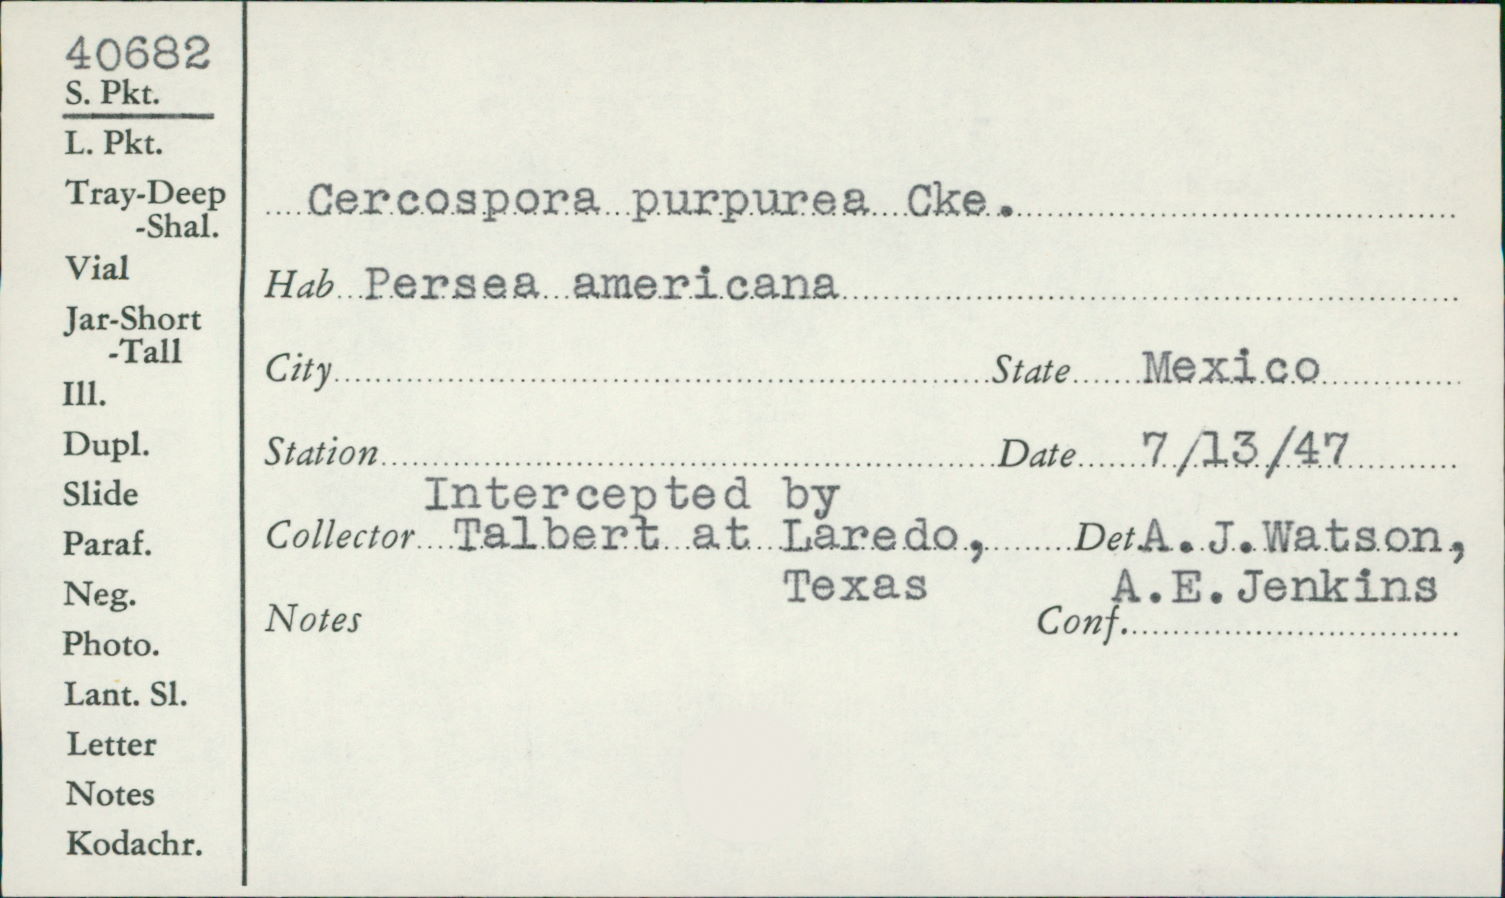 40682
S. Pkt.
L. Pkt.
Tray-Deep
-Shal.
Vial
Jar-Short
-Tall
Ill.
Dupl.
Slide
Paraf.
Neg.
Photo.
Lant. Sl.
Letter
Notes
Kodachr.
Cercospora purpurea Cke.
Hab Persea americana
City State Mexico
Station Date 7/13/47
Intercepted by
Collector Talbert at Laredo, Det A.J.Watson,
Texas A.E.Jenkins
Notes Conf.